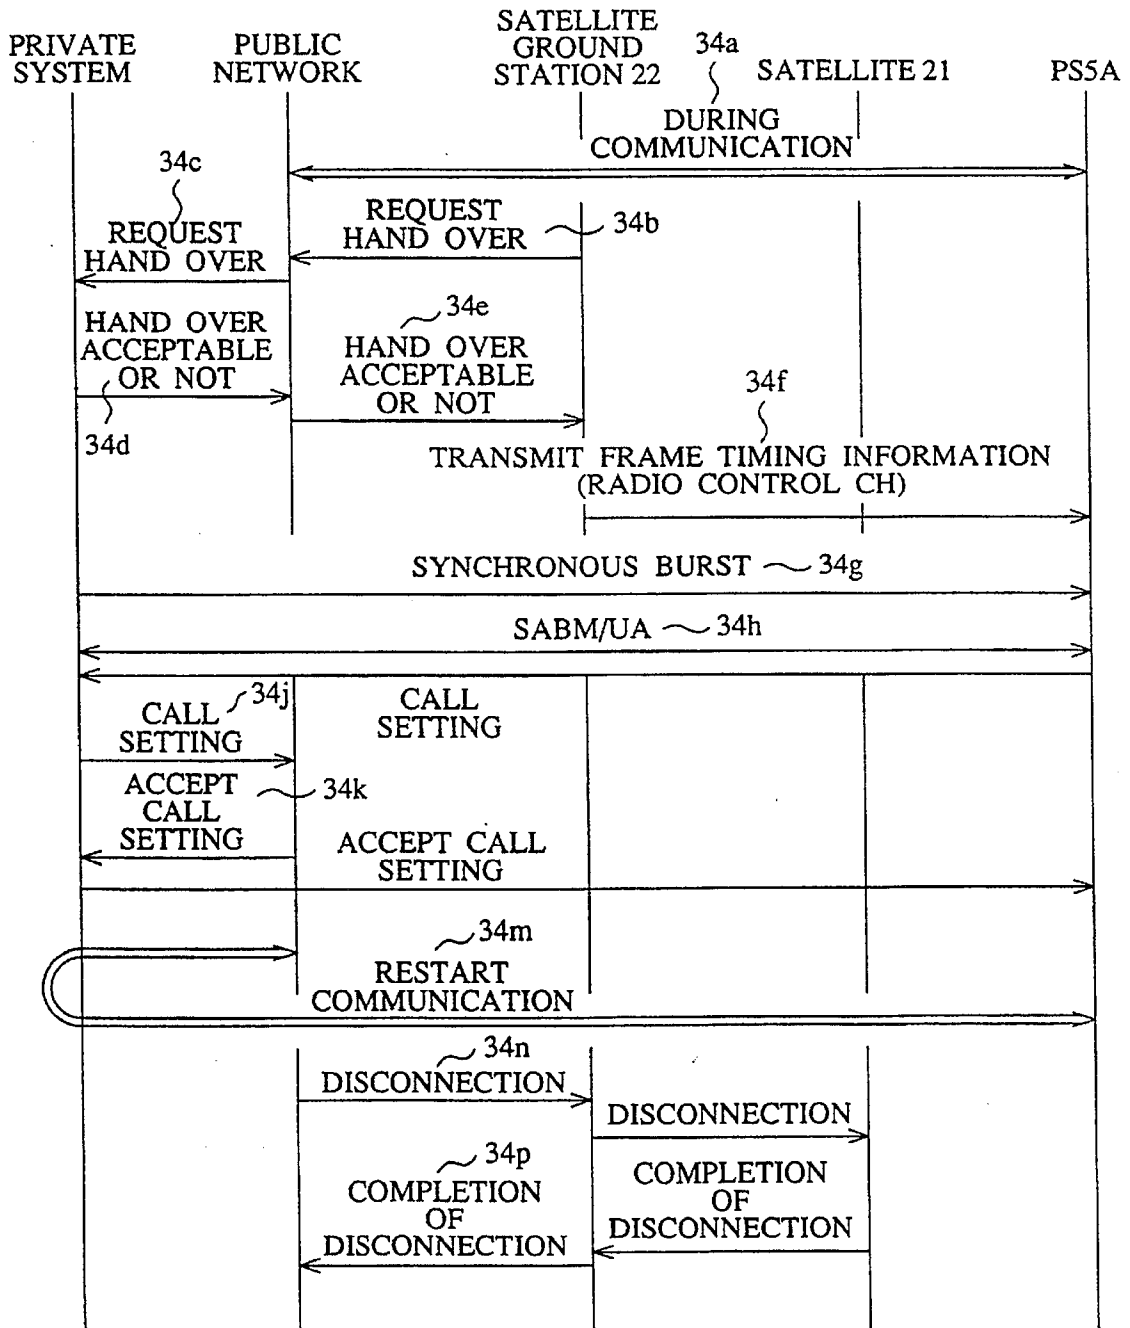 PRIVATE
SYSTEM
PUBLIC
NETWORK
SATELLITE
GROUND
STATION 22
34a
SATELLITE 21
PS5A
DURING
COMMUNICATION
34c
REQUEST
HAND OVER
34b
REQUEST
HAND OVER
34e
HAND OVER
ACCEPTABLE
OR NOT
34d
HAND OVER
ACCEPTABLE
OR NOT
34f
TRANSMIT FRAME TIMING INFORMATION
(RADIO CONTROL CH)
SYNCHRONOUS BURST 34g
SABM/UA 34h
34j
CALL
SETTING
CALL
SETTING
ACCEPT
CALL
SETTING
34k
ACCEPT CALL
SETTING
34m
RESTART
COMMUNICATION
34n
DISCONNECTION
DISCONNECTION
34p
COMPLETION
OF
DISCONNECTION
COMPLETION
OF
DISCONNECTION